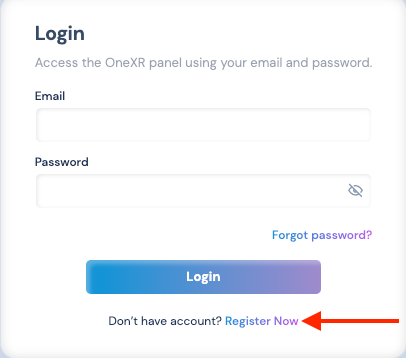 Login
Access the OneXR panel using your email and password.
Email
Password
Forgot password?
Login
Don't have account? Register Now